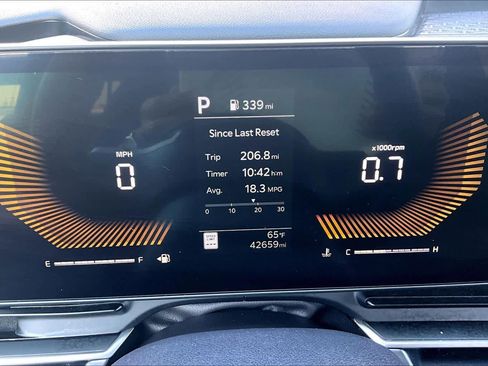 P 339 mi
Since Last Reset
Trip 206.8 mi
Timer 10:42 h:m
Avg. 18.3 MPG
0 10 20 30
65°F
42659 mi
MPH
0
x1000rpm
0.7
E F
C H